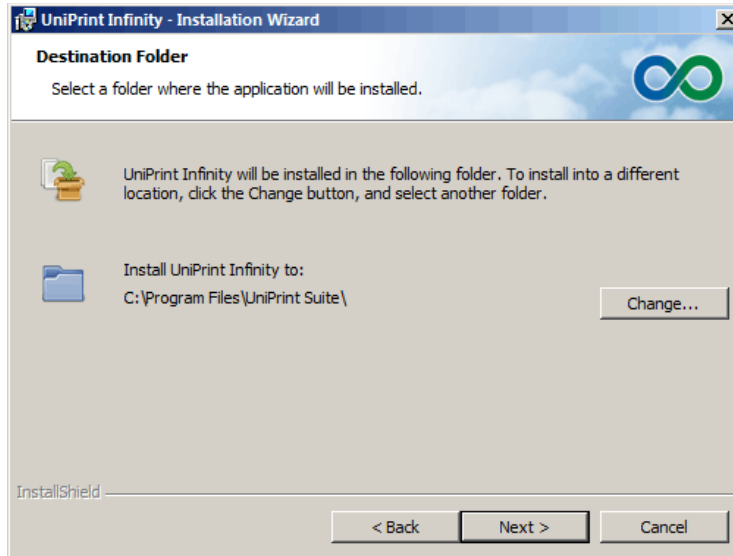 UniPrint Infinity - Installation Wizard
Destination Folder
Select a folder where the application will be installed.
UniPrint Infinity will be installed in the following folder. To install into a different
location, click the Change button, and select another folder.
Install UniPrint Infinity to:
C:\Program Files\UniPrint Suite\
Change...
InstallShield
< Back
Next >
Cancel